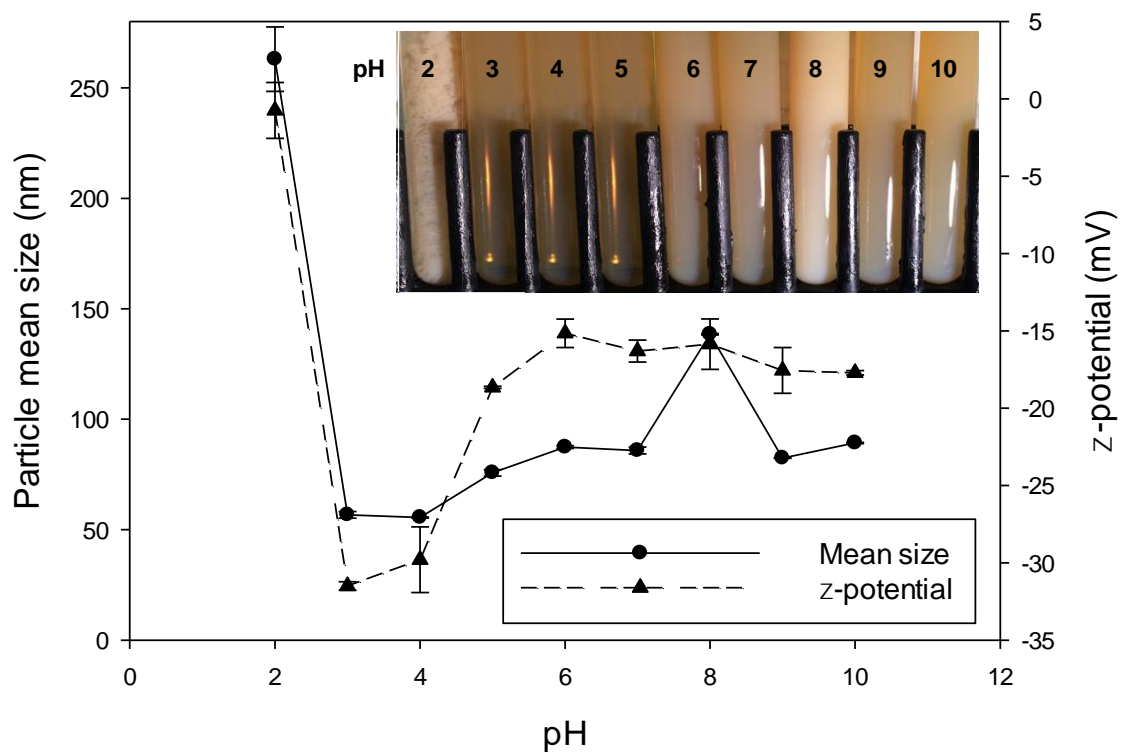 Particle mean size (nm)
250
200
150
100
50
0
pH 2 3 4 5 6 7 8 9 10
5
0
-5
-10
-15
-20
-25
-30
-35
z-potential (mV)
Mean size
z-potential
0 2 4 6 8 10 12
pH